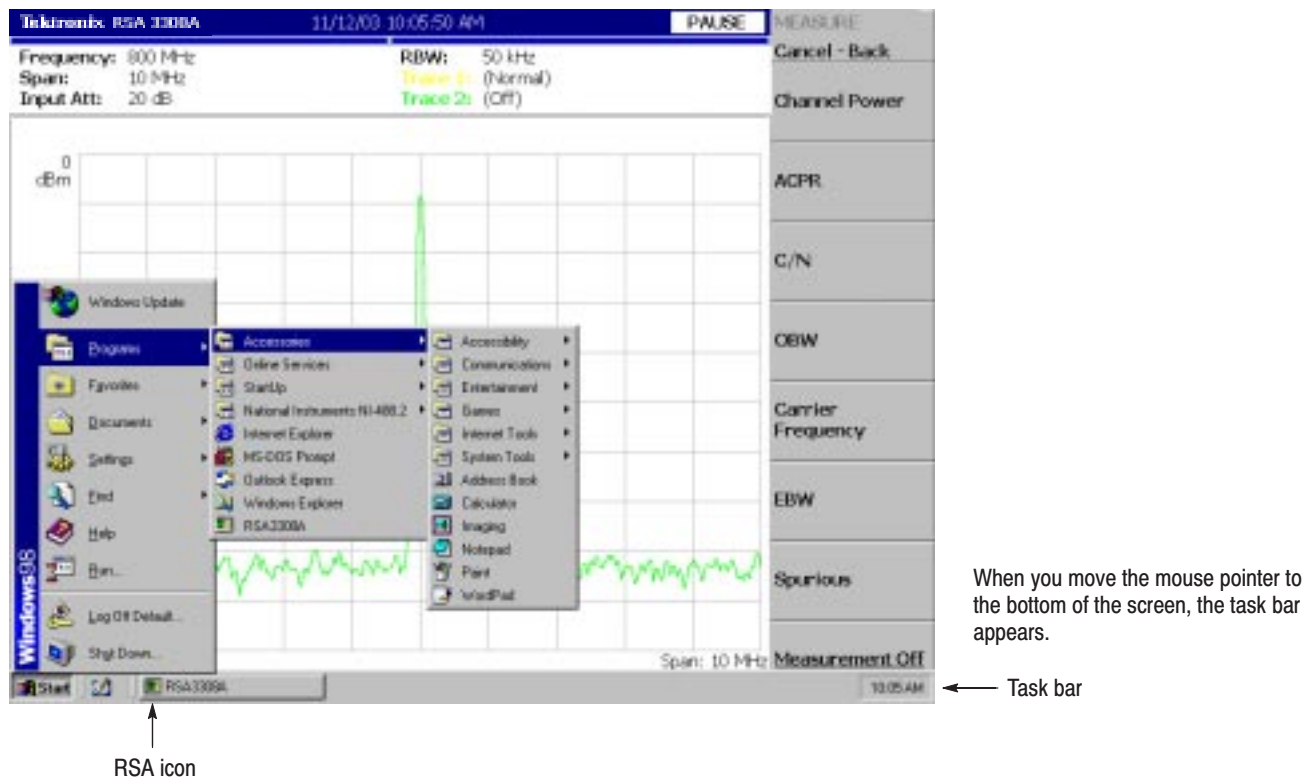 Tektronix RSA 3308A 11/12/03 10:05:50 AM PAUSE MEASURE
Cancel - Back
Frequency: 800 MHz RBW: 50 kHz
Span: 10 MHz Trace 1: (Normal)
Input Att: 20 dB Trace 2: (Off)
Channel Power
0
dBm
ACPR
C/N
OBW
Carrier
Frequency
EBW
Spurious
Measurement Off
Windows Update
Programs
Favorites
Documents
Settings
Find
Help
Run...
Log Off Default...
Shut Down...
Windows98
Accessories
Online Services
StartUp
National Instruments NI-488.2
Internet Explorer
MS-DOS Prompt
Outlook Express
Windows Explorer
RSA3308A
Accessibility
Communications
Entertainment
Games
Internet Tools
System Tools
Address Book
Calculator
Imaging
Notepad
Paint
WordPad
Span: 10 MHz
Start RSA3308A 10:05 AM
When you move the mouse pointer to
the bottom of the screen, the task bar
appears.
Task bar
RSA icon